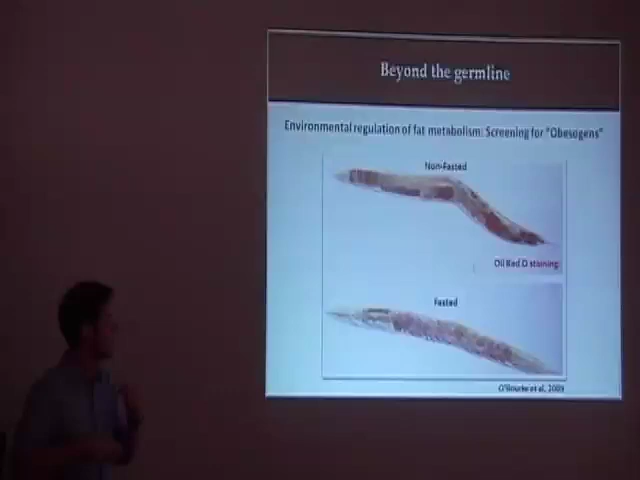 Beyond the germline
Environmental regulation of fat metabolism: Screening for "Obesogens"
Non-Fasted
Oil Red O staining
Fasted
O'Rourke et al, 2009